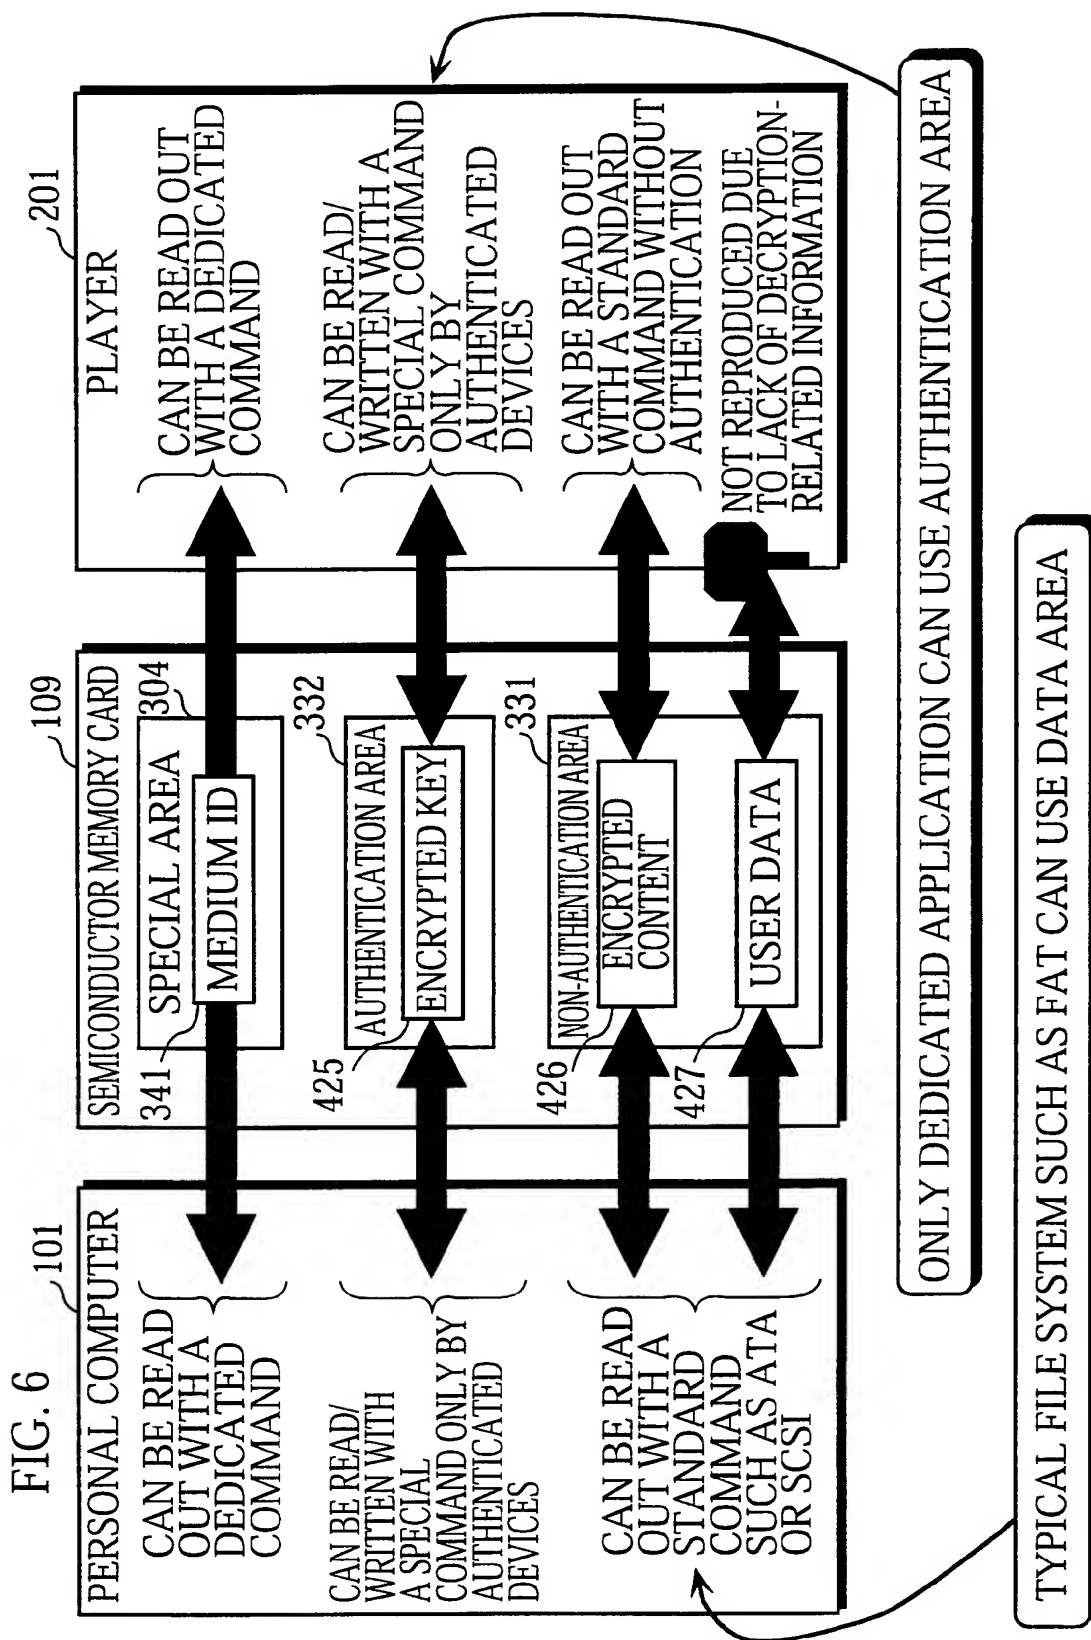 FIG. 6
101
PERSONAL COMPUTER
CAN BE READ
OUT WITH A
DEDICATED
COMMAND
CAN BE READ/
WRITTEN WITH
A SPECIAL
COMMAND ONLY BY
AUTHENTICATED
DEVICES
CAN BE READ
OUT WITH A
STANDARD
COMMAND
SUCH AS ATA
OR SCSI
109
SEMICONDUCTOR MEMORY CARD
304
SPECIAL AREA
341
MEDIUM ID
332
AUTHENTICATION AREA
425
ENCRYPTED KEY
331
NON-AUTHENTICATION AREA
426
ENCRYPTED
CONTENT
427
USER DATA
201
PLAYER
CAN BE READ OUT
WITH A DEDICATED
COMMAND
CAN BE READ/
WRITTEN WITH A
SPECIAL COMMAND
ONLY BY
AUTHENTICATED
DEVICES
CAN BE READ OUT
WITH A STANDARD
COMMAND WITHOUT
AUTHENTICATION
NOT REPRODUCED DUE
TO LACK OF DECRYPTION-
RELATED INFORMATION
ONLY DEDICATED APPLICATION CAN USE AUTHENTICATION AREA
TYPICAL FILE SYSTEM SUCH AS FAT CAN USE DATA AREA